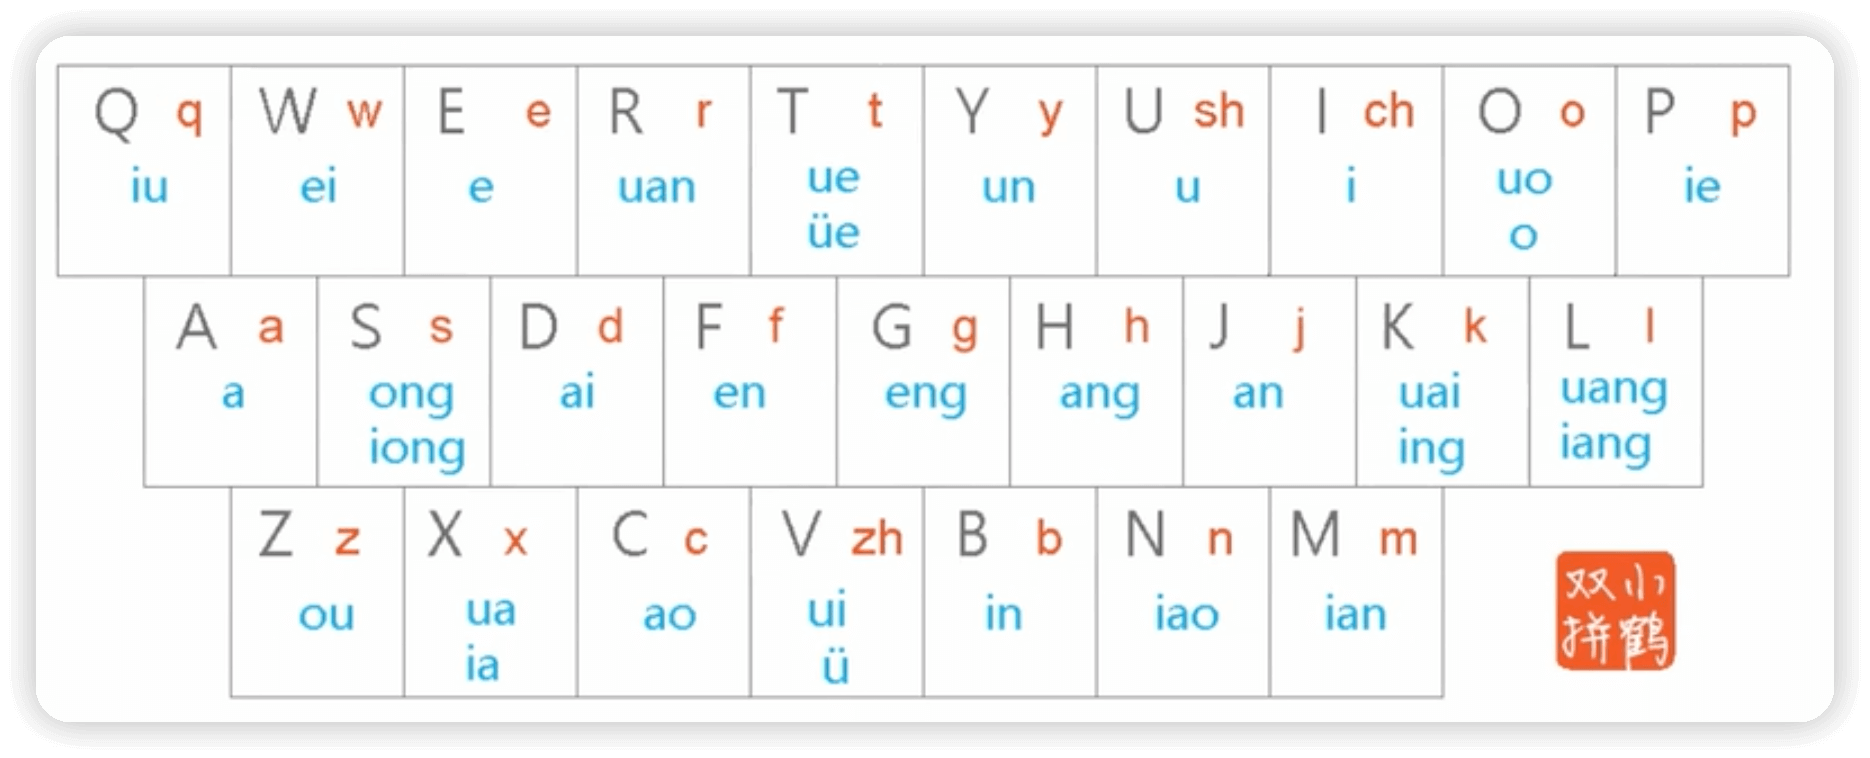 Q q W w E e R r T t Y y U sh I ch O o P p
iu ei e uan ue un u i uo ie
üe o
A a S s D d F f G g H h J j K k L l
a ong ai en eng ang an uai uang
iong ing iang
Z z X x C c V zh B b N n M m
ou ua ao ui in iao ian
ia ü
双小
拼鹤